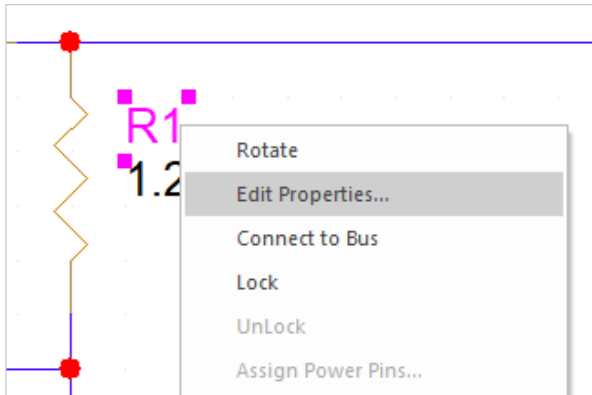 R1
1.2
Rotate
Edit Properties...
Connect to Bus
Lock
UnLock
Assign Power Pins...